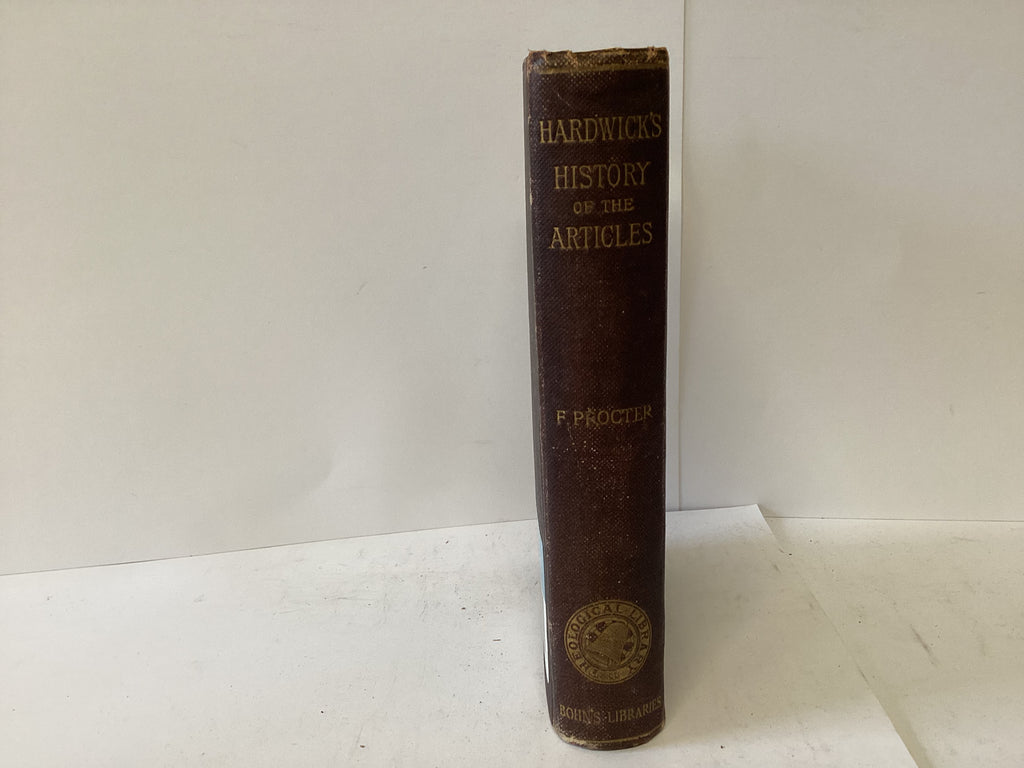 HARDWICK'S
HISTORY
OF THE
ARTICLES
F. PROCTER
THEOLOGICAL LIBRARY
BOHN'S LIBRARIES